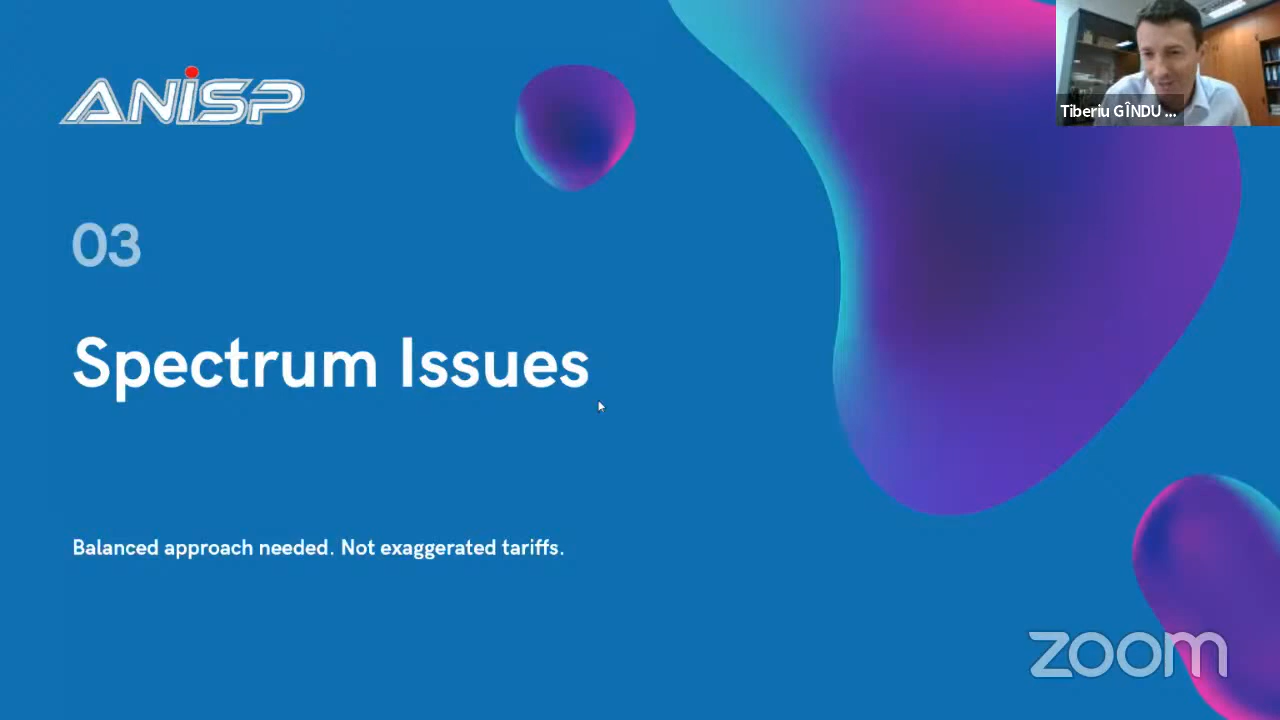 ANiSP
Tiberiu GÎNDU ...
03
Spectrum Issues
Balanced approach needed. Not exaggerated tariffs.
zoom